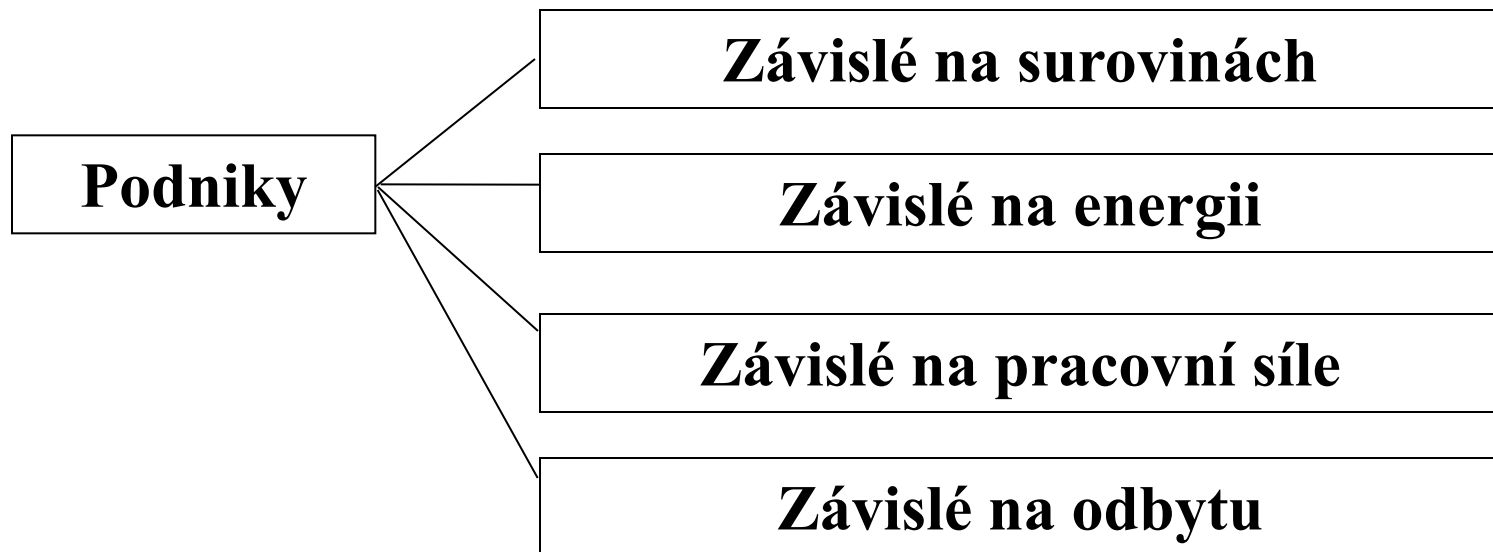 Podniky
Závislé na surovinách
Závislé na energii
Závislé na pracovní síle
Závislé na odbytu